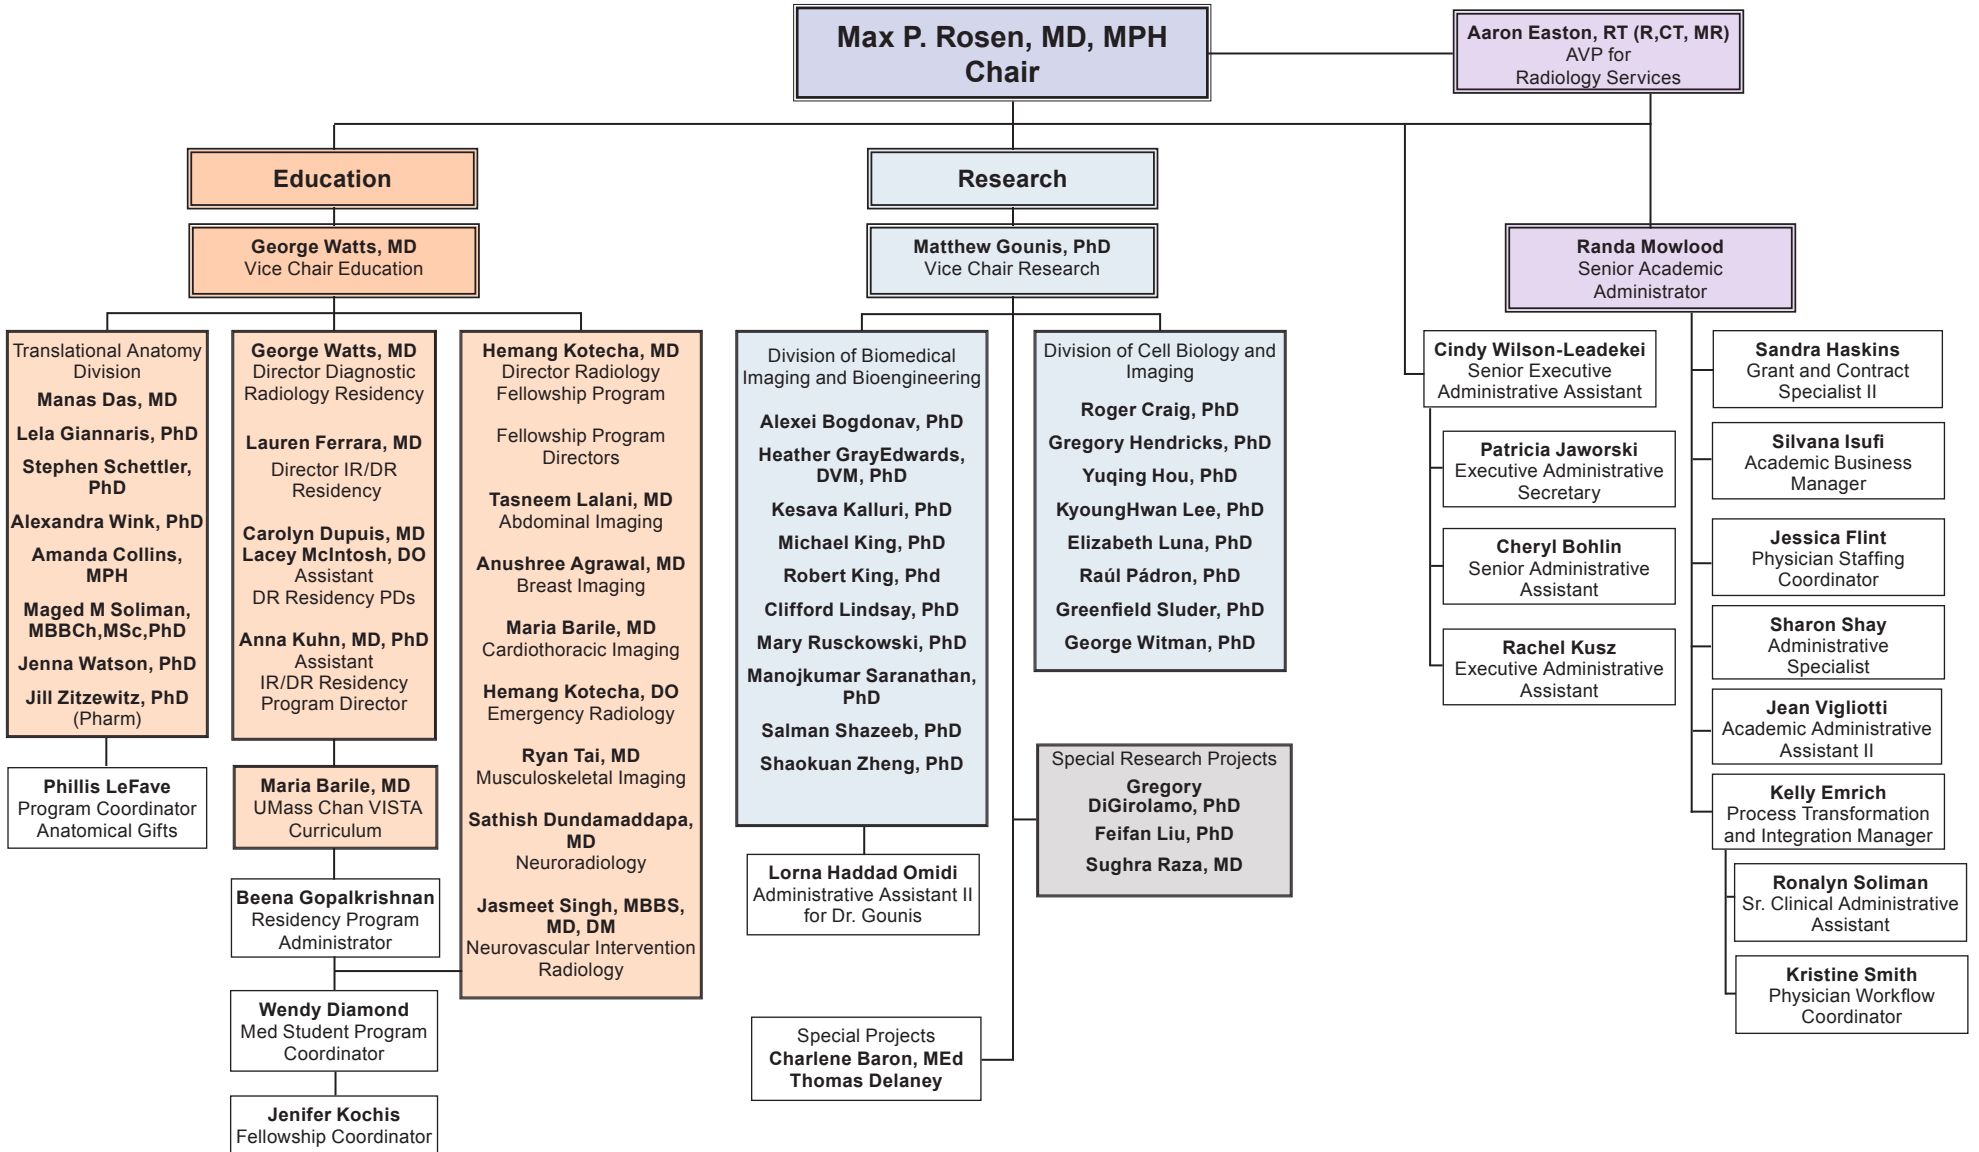 Max P. Rosen, MD, MPH
Chair
Aaron Easton, RT (R,CT, MR)
AVP for
Radiology Services
Education
George Watts, MD
Vice Chair Education
Translational Anatomy
Division
Manas Das, MD
Lela Giannaris, PhD
Stephen Schettler,
PhD
Alexandra Wink, PhD
Amanda Collins,
MPH
Maged M Soliman,
MBBCh,MSc,PhD
Jenna Watson, PhD
Jill Zitzewitz, PhD
(Pharm)
Phillis LeFave
Program Coordinator
Anatomical Gifts
George Watts, MD
Director Diagnostic
Radiology Residency
Lauren Ferrara, MD
Director IR/DR
Residency
Carolyn Dupuis, MD
Lacey McIntosh, DO
Assistant
DR Residency PDs
Anna Kuhn, MD, PhD
Assistant
IR/DR Residency
Program Director
Maria Barile, MD
UMass Chan VISTA
Curriculum
Beena Gopalkrishnan
Residency Program
Administrator
Wendy Diamond
Med Student Program
Coordinator
Jenifer Kochis
Fellowship Coordinator
Hemang Kotecha, MD
Director Radiology
Fellowship Program
Fellowship Program
Directors
Tasneem Lalani, MD
Abdominal Imaging
Anushree Agrawal, MD
Breast Imaging
Maria Barile, MD
Cardiothoracic Imaging
Hemang Kotecha, DO
Emergency Radiology
Ryan Tai, MD
Musculoskeletal Imaging
Sathish Dundamaddapa,
MD
Neuroradiology
Jasmeet Singh, MBBS,
MD, DM
Neurovascular Intervention
Radiology
Research
Matthew Gounis, PhD
Vice Chair Research
Division of Biomedical
Imaging and Bioengineering
Alexei Bogdonav, PhD
Heather GrayEdwards,
DVM, PhD
Kesava Kalluri, PhD
Michael King, PhD
Robert King, Phd
Clifford Lindsay, PhD
Mary Rusckowski, PhD
Manojkumar Saranathan,
PhD
Salman Shazeeb, PhD
Shaokuan Zheng, PhD
Lorna Haddad Omidi
Administrative Assistant II
for Dr. Gounis
Division of Cell Biology and
Imaging
Roger Craig, PhD
Gregory Hendricks, PhD
Yuqing Hou, PhD
KyoungHwan Lee, PhD
Elizabeth Luna, PhD
Raúl Pádron, PhD
Greenfield Sluder, PhD
George Witman, PhD
Special Research Projects
Gregory
DiGirolamo, PhD
Feifan Liu, PhD
Sughra Raza, MD
Special Projects
Charlene Baron, MEd
Thomas Delaney
Cindy Wilson-Leadekei
Senior Executive
Administrative Assistant
Patricia Jaworski
Executive Administrative
Secretary
Cheryl Bohlin
Senior Administrative
Assistant
Rachel Kusz
Executive Administrative
Assistant
Randa Mowlood
Senior Academic
Administrator
Sandra Haskins
Grant and Contract
Specialist II
Silvana Isufi
Academic Business
Manager
Jessica Flint
Physician Staffing
Coordinator
Sharon Shay
Administrative
Specialist
Jean Vigliotti
Academic Administrative
Assistant II
Kelly Emrich
Process Transformation
and Integration Manager
Ronalyn Soliman
Sr. Clinical Administrative
Assistant
Kristine Smith
Physician Workflow
Coordinator